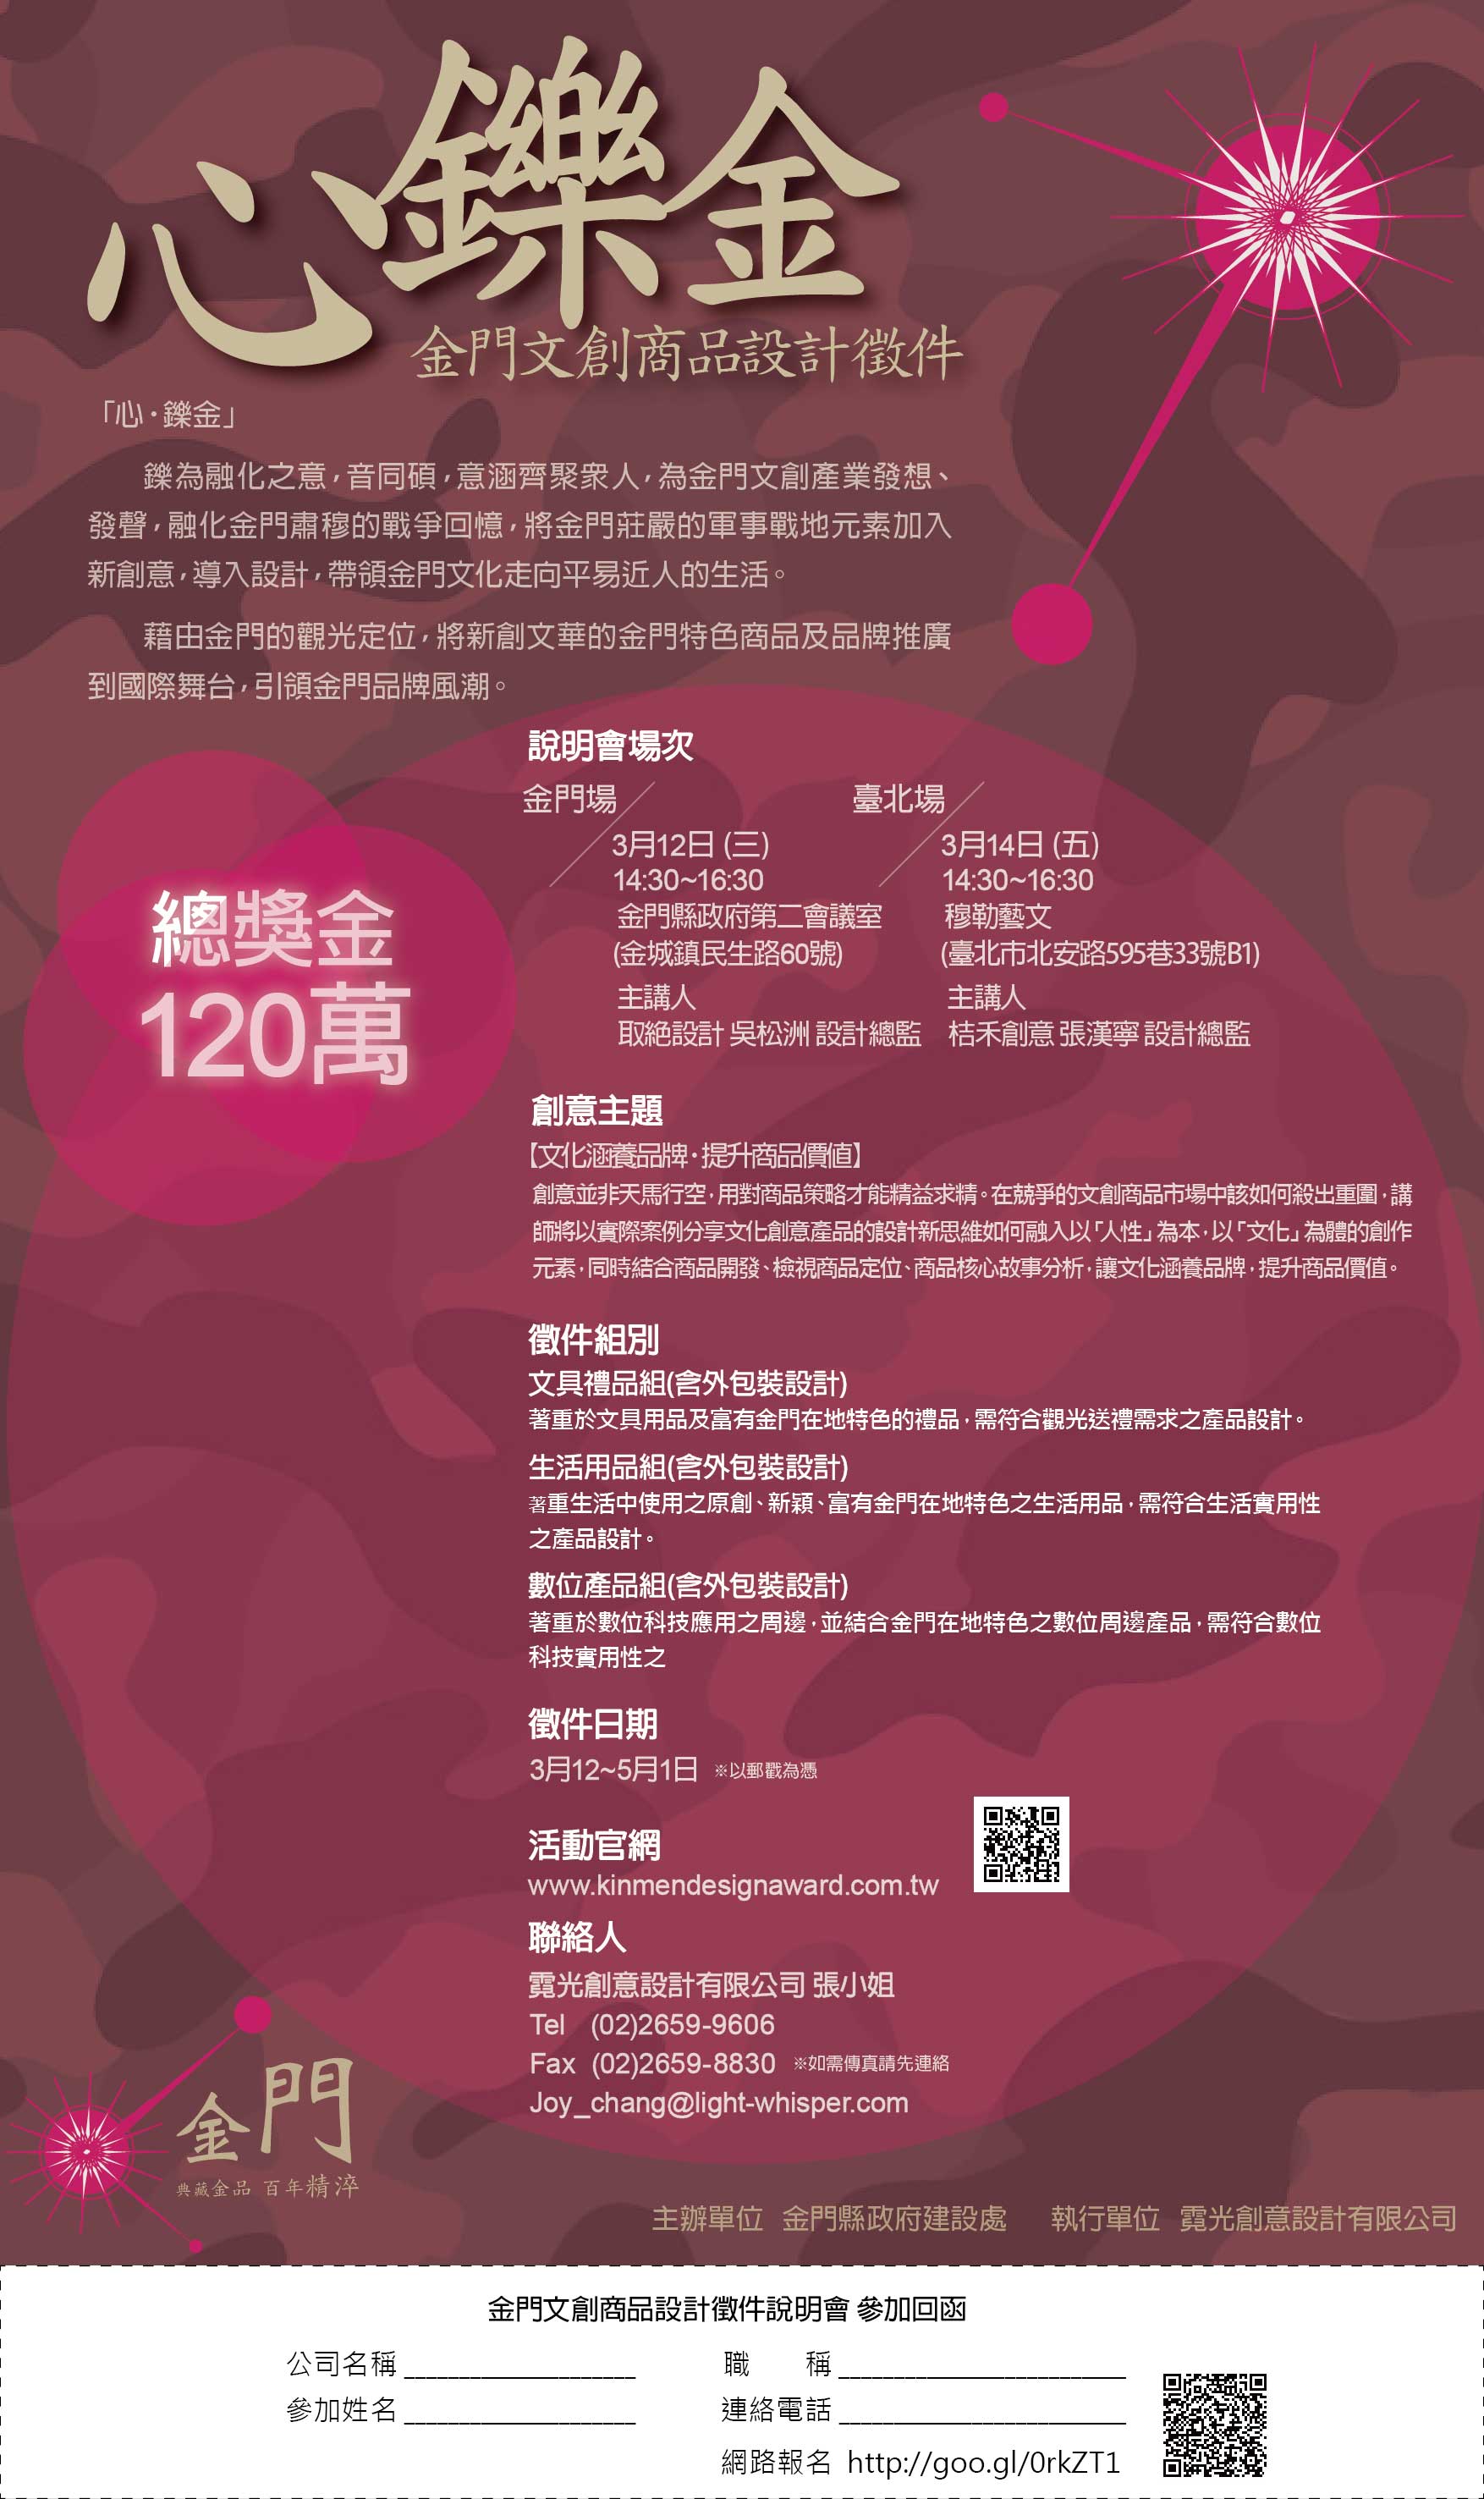 心鑠金
金門文創商品設計徵件
「心·鑠金」
鑠為融化之意,音同碩,意涵齊聚衆人,為金門文創產業發想、
發聲,融化金門肅穆的戰爭回憶,將金門莊嚴的軍事戰地元素加入
新創意,導入設計,帶領金門文化走向平易近人的生活。
藉由金門的觀光定位,將新創文華的金門特色商品及品牌推廣
到國際舞台,引領金門品牌風潮。
總獎金
120萬
說明會場次
金門場
3月12日 (三)
14:30~16:30
金門縣政府第二會議室
(金城鎮民生路60號)
主講人
取絶設計 吳松洲 設計總監
臺北場
3月14日 (五)
14:30~16:30
穆勒藝文
(臺北市北安路595巷33號B1)
主講人
桔禾創意 張漢寧 設計總監
創意主題
【文化涵養品牌·提升商品價值】
創意並非天馬行空,用對商品策略才能精益求精。在競爭的文創商品市場中該如何殺出重圍,講
師將以實際案例分享文化創意產品的設計新思維如何融入以「人性」為本,以「文化」為體的創作
元素,同時結合商品開發、檢視商品定位、商品核心故事分析,讓文化涵養品牌,提升商品價值。
徵件組別
文具禮品組(含外包裝設計)
著重於文具用品及富有金門在地特色的禮品,需符合觀光送禮需求之產品設計。
生活用品組(含外包裝設計)
著重生活中使用之原創、新穎、富有金門在地特色之生活用品,需符合生活實用性
之產品設計。
數位產品組(含外包裝設計)
著重於數位科技應用之周邊,並結合金門在地特色之數位周邊產品,需符合數位
科技實用性之
徵件日期
3月12~5月1日 ※以郵戳為憑
活動官網
www.kinmendesignaward.com.tw
聯絡人
霓光創意設計有限公司 張小姐
Tel (02)2659-9606
Fax (02)2659-8830 ※如需傳真請先連絡
Joy_chang@light-whisper.com
金門
典藏金品 百年精淬
主辦單位 金門縣政府建設處 執行單位 霓光創意設計有限公司
金門文創商品設計徵件說明會 參加回函
公司名稱 職 稱
參加姓名 連絡電話
網路報名 http://goo.gl/0rkZT1